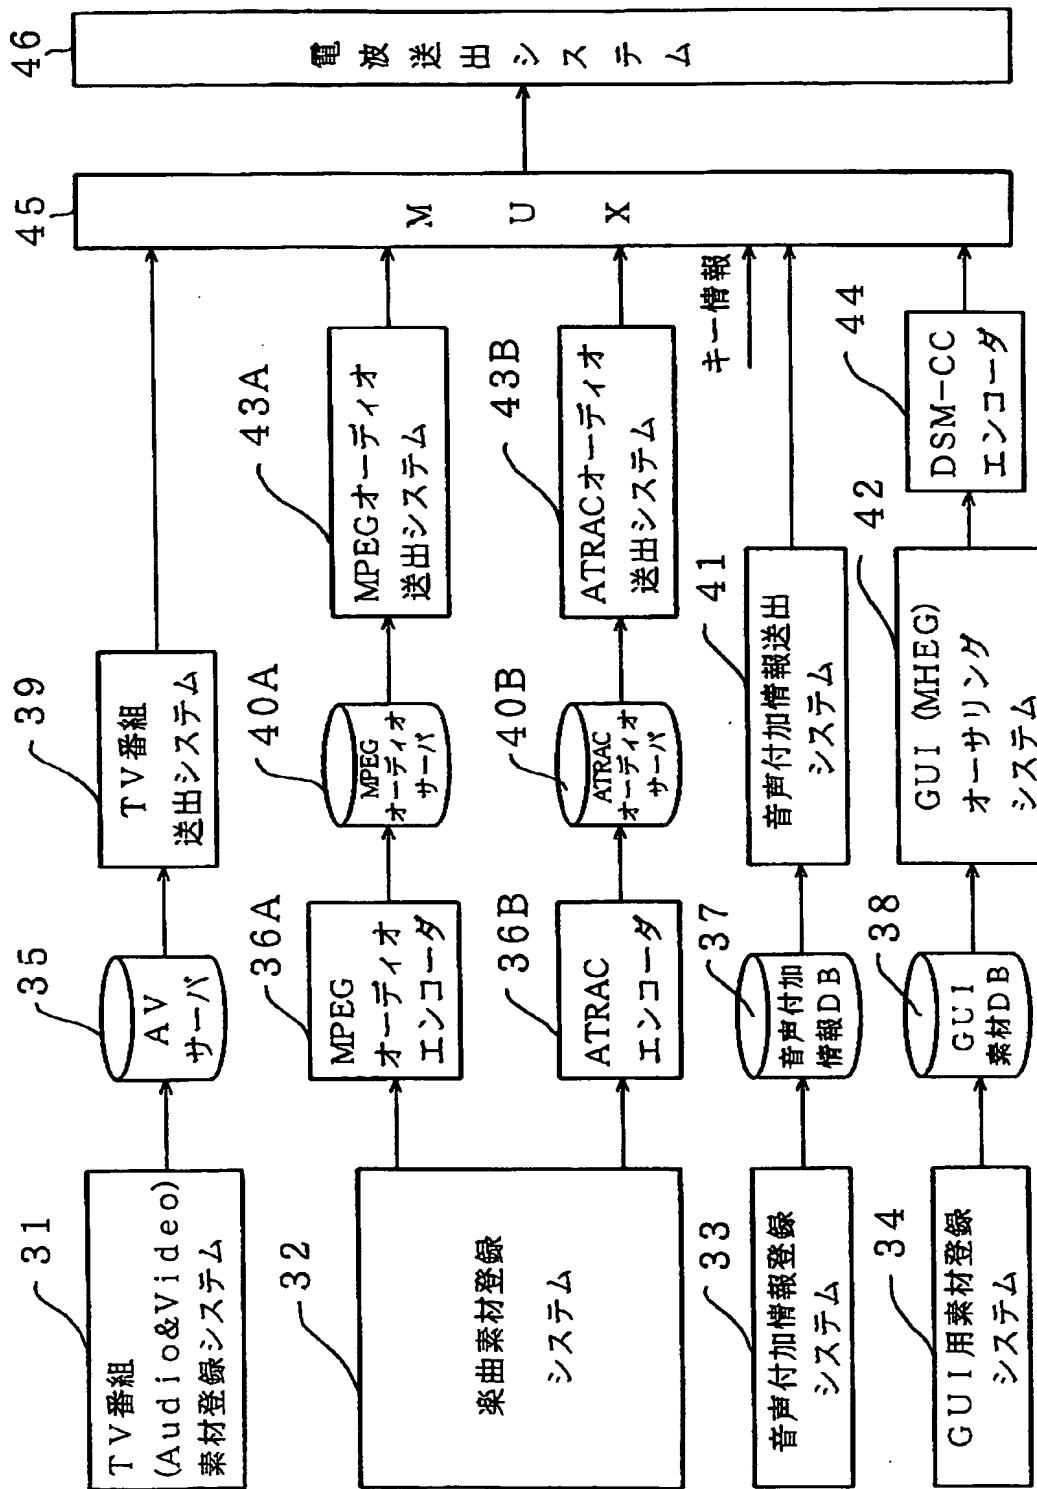 31
TV番組
(Audio&Video)
素材登録システム
35
AV
サーバ
39
TV番組
送出システム
32
楽曲素材登録
システム
36A
MPEG
オーディオ
エンコーダ
40A
MPEG
オーディオ
サーバ
43A
MPEGオーディオ
送出システム
36B
ATRAC
エンコーダ
40B
ATRAC
オーディオ
サーバ
43B
ATRACオーディオ
送出システム
キー情報
33
音声付加情報登録
システム
37
音声付加
情報DB
41
音声付加情報送出
システム
34
GUI用素材登録
システム
38
GUI
素材DB
42
GUI(MHEG)
オーサリング
システム
44
DSM-CC
エンコーダ
45
MUX
46
電波送出システム